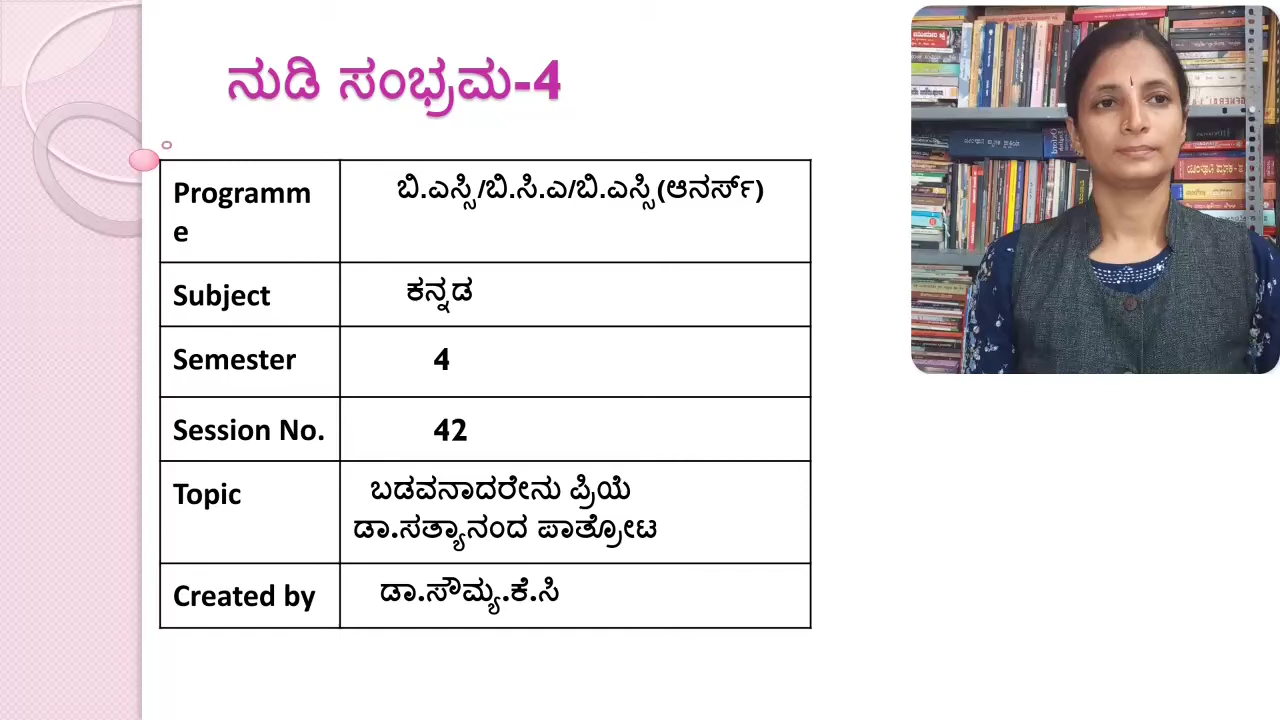 ನುಡಿ ಸಂಭ್ರಮ-4
Programm
e
ಬಿ.ಎಸ್ಸಿ/ಬಿ.ಸಿ.ಎ/ಬಿ.ಎಸ್ಸಿ(ಆನರ್ಸ್)
Subject
ಕನ್ನಡ
Semester
4
Session No.
42
Topic
ಬಡವನಾದರೇನು ಪ್ರಿಯೆ
ಡಾ.ಸತ್ಯಾನಂದ ಪಾತ್ರೋಟ
Created by
ಡಾ.ಸೌಮ್ಯ.ಕೆ.ಸಿ